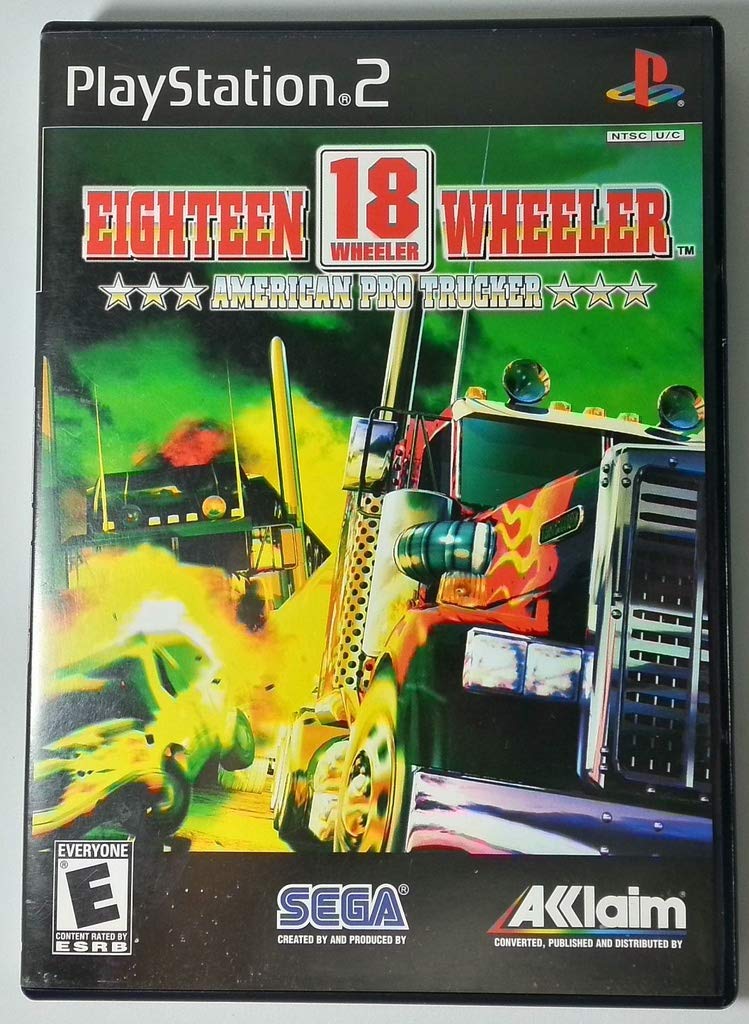 PlayStation®2
NTSC U/C
EIGHTEEN 18 WHEELER WHEELER™
AMERICAN PRO TRUCKER
EVERYONE
E
®
CONTENT RATED BY
ESRB
SEGA®
CREATED BY AND PRODUCED BY
AKKlaim®
CONVERTED, PUBLISHED AND DISTRIBUTED BY